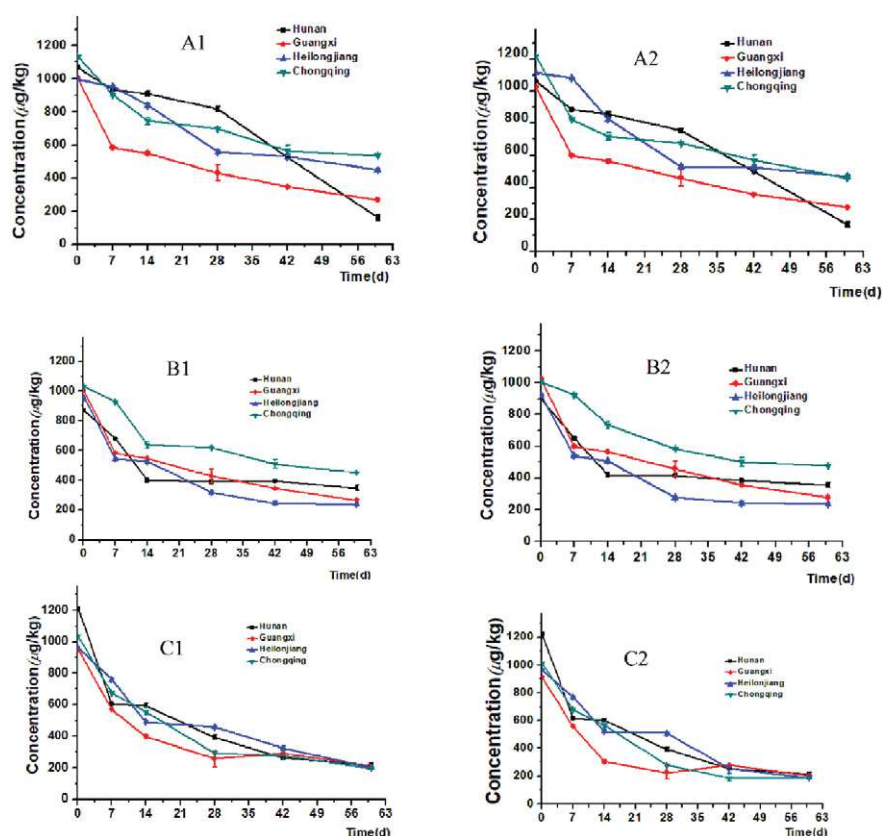 A1
Hunan
Guangxi
Heilongjiang
Chongqing
Concentration(μg/kg)
1200
1000
800
600
400
200
0
0 7 14 21 28 35 42 49 56 63
Time(d)
A2
Hunan
Guangxi
Heilongjiang
Chongqing
Concentration(μg/kg)
1200
1000
800
600
400
200
0
0 7 14 21 28 35 42 49 56 63
Time(d)
B1
Hunan
Guangxi
Heilongjiang
Chongqing
Concentration(μg/kg)
1200
1000
800
600
400
200
0
0 7 14 21 28 35 42 49 56 63
Time(d)
B2
Hunan
Guangxi
Heilongjiang
Chongqing
Concentration(μg/kg)
1200
1000
800
600
400
200
0
0 7 14 21 28 35 42 49 56 63
Time(d)
C1
Hunan
Guangxi
Heilonjiang
Chongqing
Concentration(μg/kg)
1200
1000
800
600
400
200
0
0 7 14 21 28 35 42 49 56 63
Time(d)
C2
Hunan
Guangxi
Heilonjiang
Chongqing
Concentration(μg/kg)
1200
1000
800
600
400
200
0
0 7 14 21 28 35 42 49 56 63
Time(d)